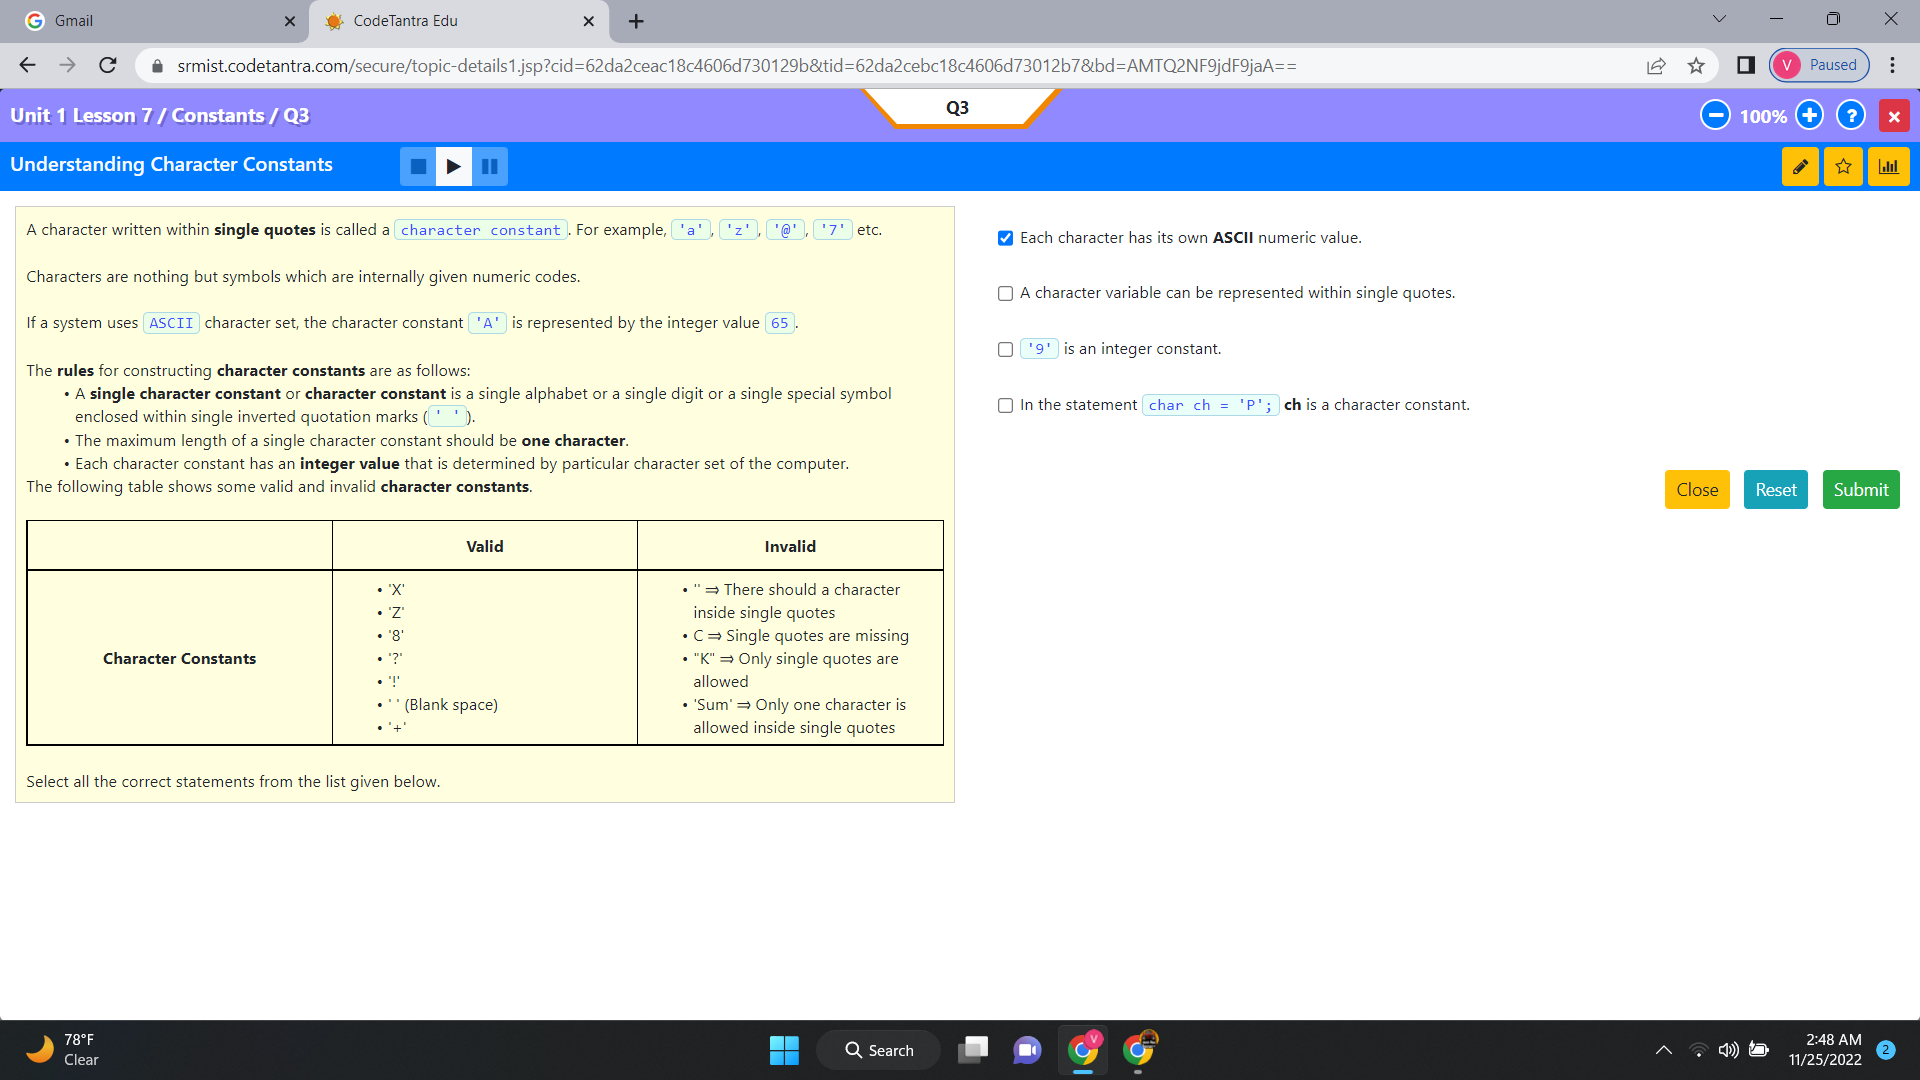 Gmail
CodeTantra Edu
srmist.codetantra.com/secure/topic-details1.jsp?cid=62da2ceac18c4606d730129b&tid=62da2cebc18c4606d73012b7&bd=AMTQ2NF9jdF9jaA==
V Paused
Unit 1 Lesson 7 / Constants / Q3
Q3
100%
?
Understanding Character Constants
A character written within single quotes is called a character constant. For example, 'a', 'z', '@', '7' etc.
Characters are nothing but symbols which are internally given numeric codes.
If a system uses ASCII character set, the character constant 'A' is represented by the integer value 65.
The rules for constructing character constants are as follows:
• A single character constant or character constant is a single alphabet or a single digit or a single special symbol
enclosed within single inverted quotation marks (' ').
• The maximum length of a single character constant should be one character.
• Each character constant has an integer value that is determined by particular character set of the computer.
The following table shows some valid and invalid character constants.
Valid
Invalid
Character Constants
• 'X'
• 'Z'
• '8'
• '?'
• '!'
• ' ' (Blank space)
• '+'
• '' ⇒ There should a character
inside single quotes
• C ⇒ Single quotes are missing
• "K" ⇒ Only single quotes are
allowed
• 'Sum' ⇒ Only one character is
allowed inside single quotes
Select all the correct statements from the list given below.
Each character has its own ASCII numeric value.
A character variable can be represented within single quotes.
'9' is an integer constant.
In the statement char ch = 'P'; ch is a character constant.
Close
Reset
Submit
78°F
Clear
Search
V
2:48 AM
11/25/2022
2